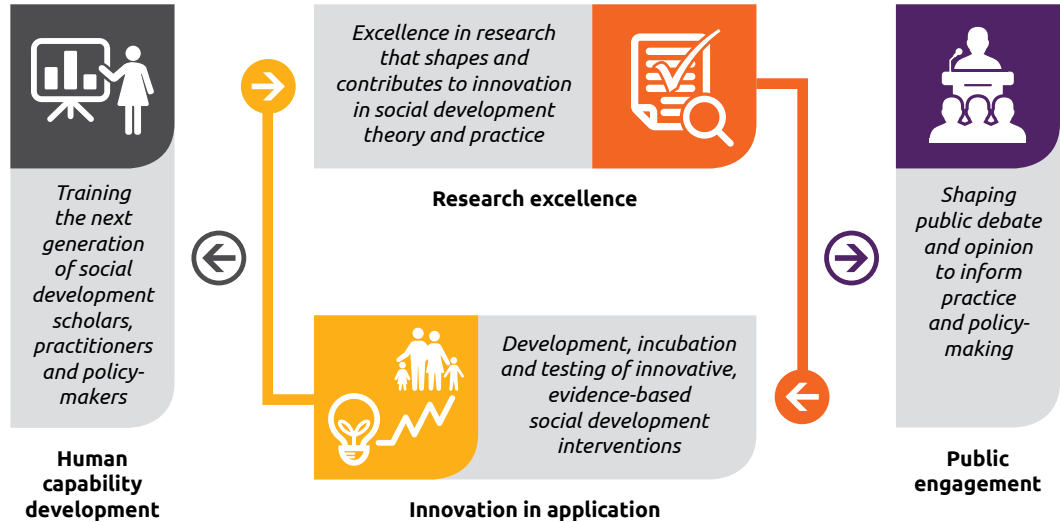 Training
the next
generation
of social
development
scholars,
practitioners
and policy-
makers
Human
capability
development
Excellence in research
that shapes and
contributes to innovation
in social development
theory and practice
Research excellence
Development, incubation
and testing of innovative,
evidence-based
social development
interventions
Innovation in application
Shaping
public debate
and opinion
to inform
practice
and policy-
making
Public
engagement